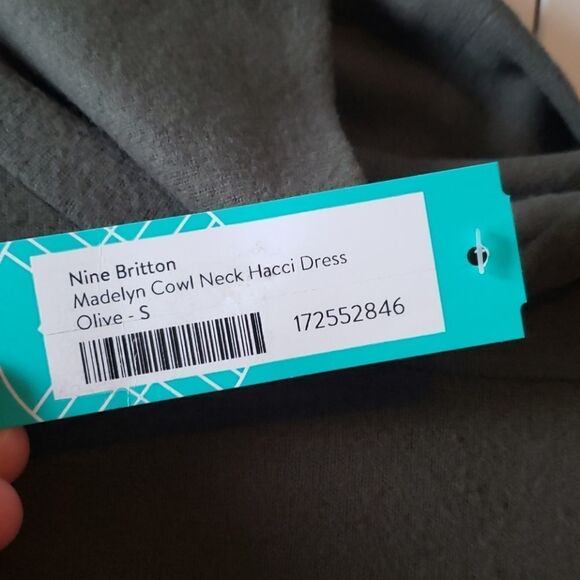 Nine Britton
Madelyn Cowl Neck Hacci Dress
Olive - S
172552846